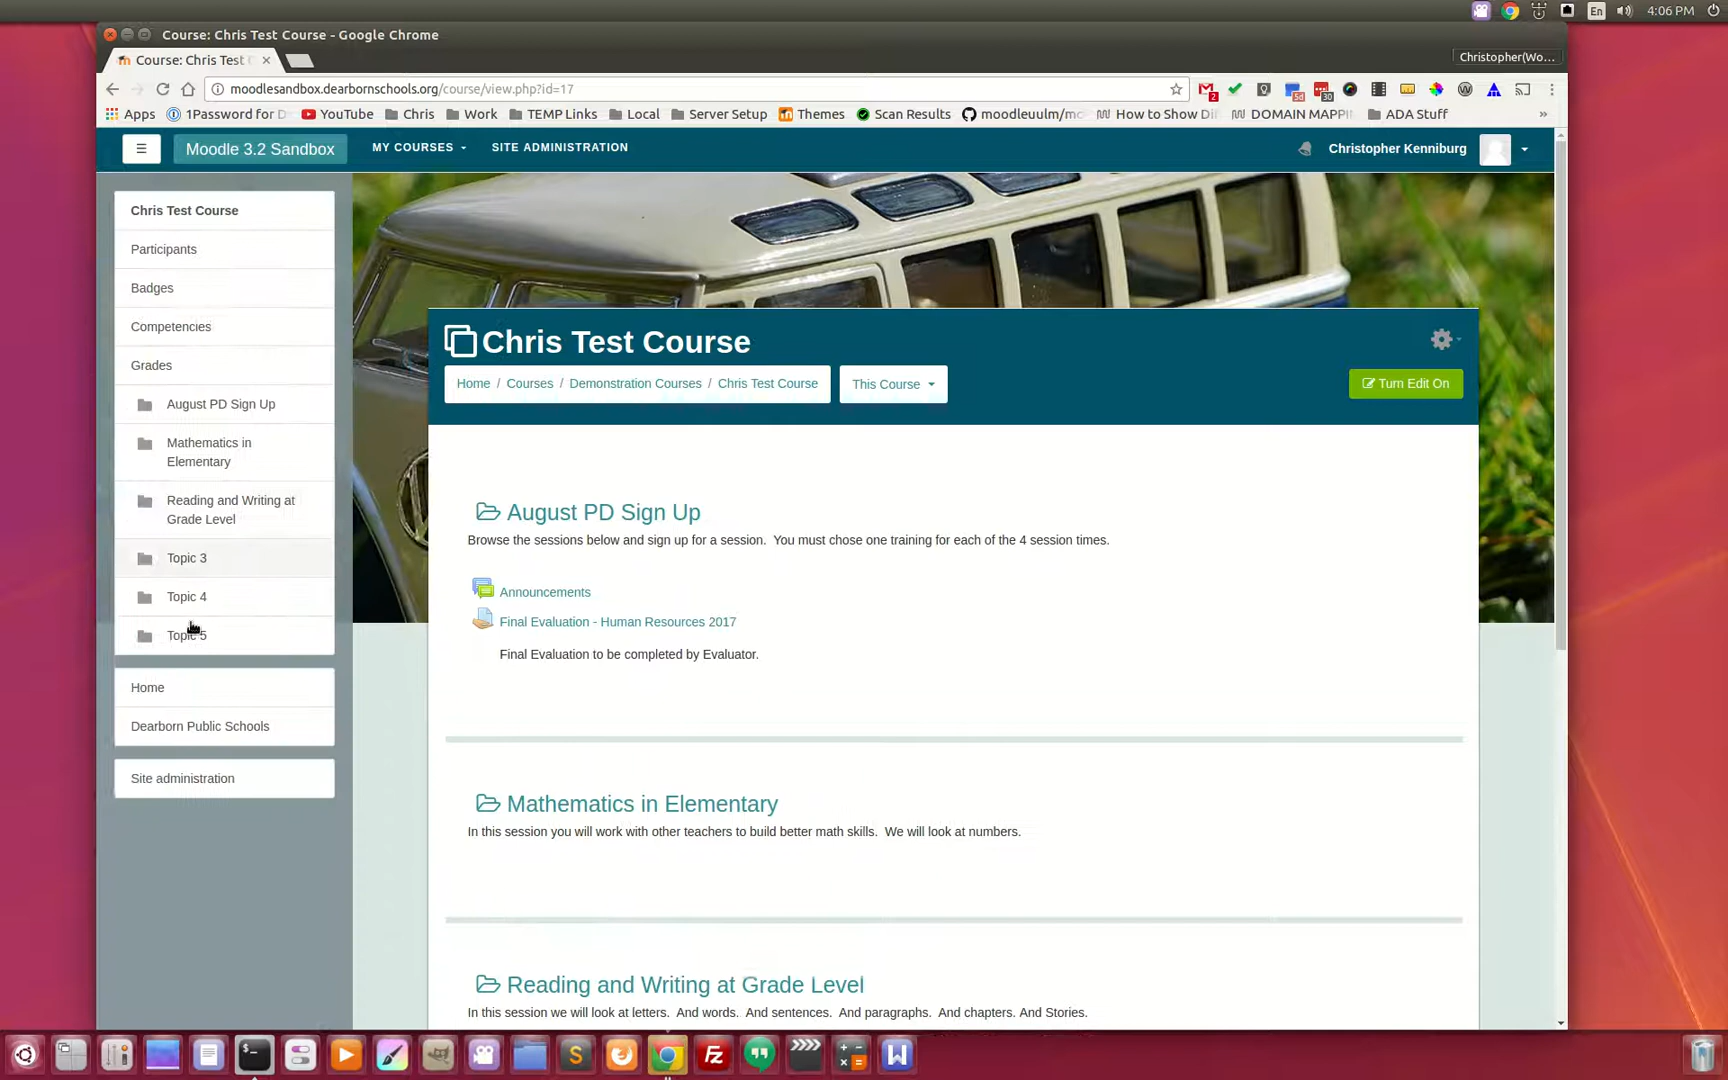 En
4:06 PM
Course: Chris Test Course - Google Chrome
Course: Chris Test
Christopher(Wo...
moodlesandbox.dearbornschools.org/course/view.php?id=17
2
5d
30
Apps
1Password for D
YouTube
Chris
Work
TEMP Links
Local
Server Setup
Themes
Scan Results
moodleuulm/mc
How to Show Di
DOMAIN MAPPI
ADA Stuff
»
Moodle 3.2 Sandbox
MY COURSES
SITE ADMINISTRATION
Christopher Kenniburg
Chris Test Course
Participants
Badges
Competencies
Grades
August PD Sign Up
Mathematics in
Elementary
Reading and Writing at
Grade Level
Topic 3
Topic 4
Topic 5
Home
Dearborn Public Schools
Site administration
Chris Test Course
Home / Courses / Demonstration Courses / Chris Test Course
This Course
Turn Edit On
August PD Sign Up
Browse the sessions below and sign up for a session. You must chose one training for each of the 4 session times.
Announcements
Final Evaluation - Human Resources 2017
Final Evaluation to be completed by Evaluator.
Mathematics in Elementary
In this session you will work with other teachers to build better math skills. We will look at numbers.
Reading and Writing at Grade Level
In this session we will look at letters. And words. And sentences. And paragraphs. And chapters. And Stories.